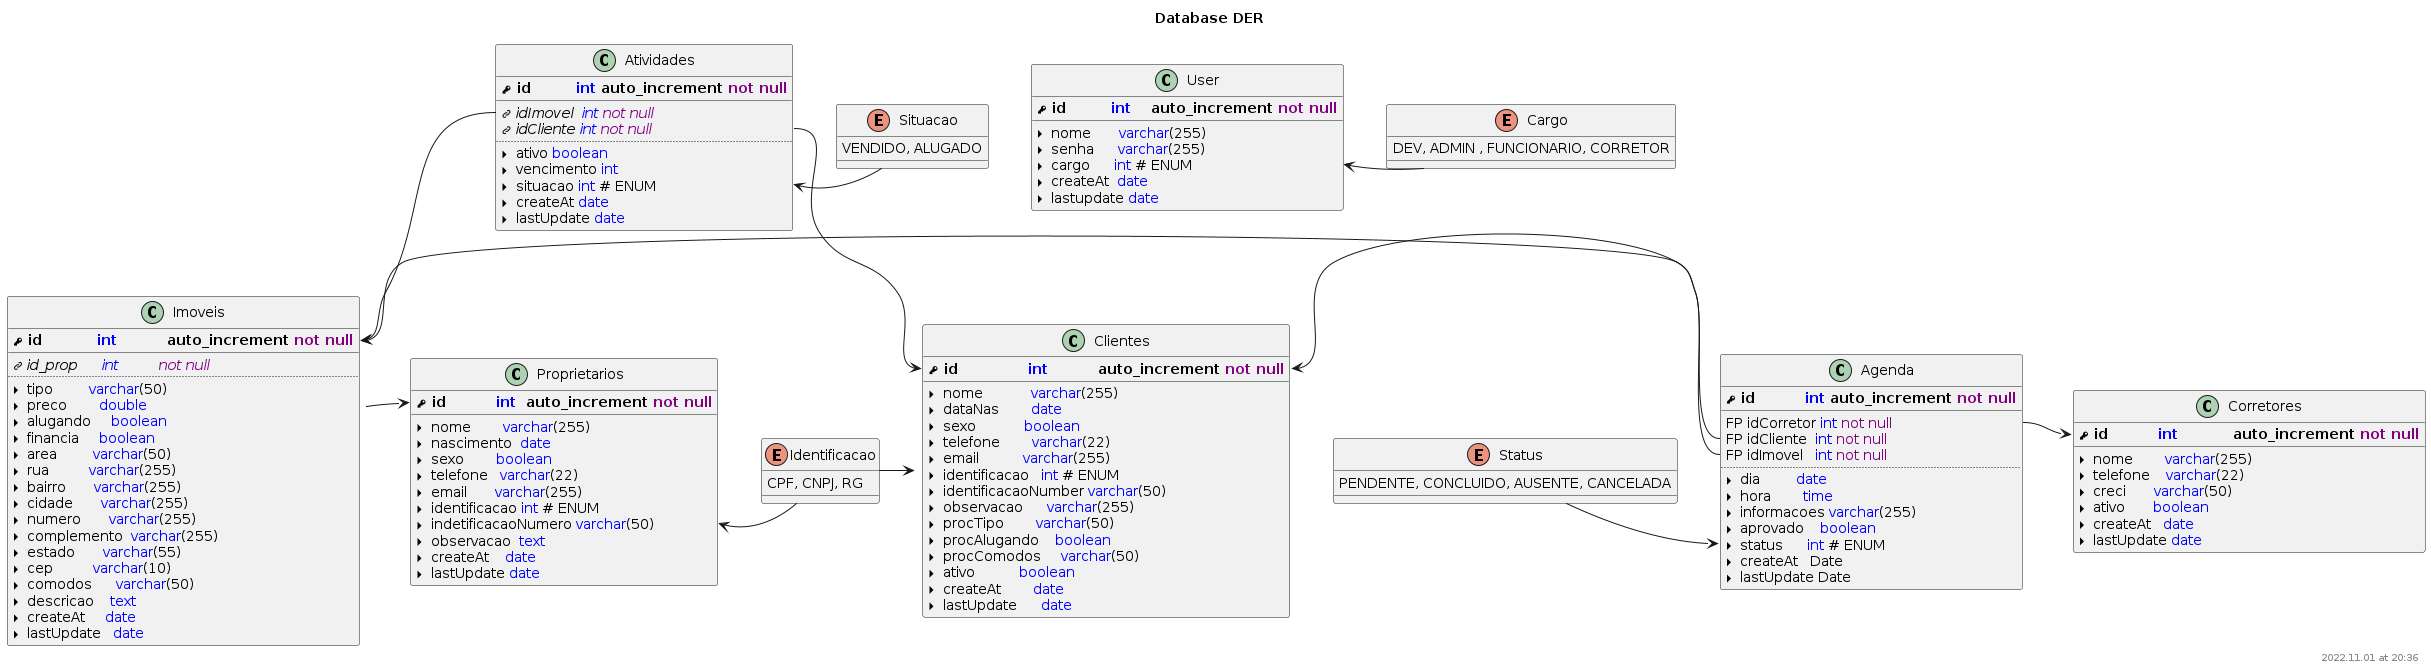 Database DER
C Atividades
id int auto_increment not null
idImovel int not null
idCliente int not null
ativo boolean
vencimento int
situacao int # ENUM
createAt date
lastUpdate date
E Situacao
VENDIDO, ALUGADO
C User
id int auto_increment not null
nome varchar(255)
senha varchar(255)
cargo int # ENUM
createAt date
lastupdate date
E Cargo
DEV, ADMIN , FUNCIONARIO, CORRETOR
C Imoveis
id int auto_increment not null
id_prop int not null
tipo varchar(50)
preco double
alugando boolean
financia boolean
area varchar(50)
rua varchar(255)
bairro varchar(255)
cidade varchar(255)
numero varchar(255)
complemento varchar(255)
estado varchar(55)
cep varchar(10)
comodos varchar(50)
descricao text
createAt date
lastUpdate date
C Proprietarios
id int auto_increment not null
nome varchar(255)
nascimento date
sexo boolean
telefone varchar(22)
email varchar(255)
identificacao int # ENUM
indetificacaoNumero varchar(50)
observacao text
createAt date
lastUpdate date
E Identificacao
CPF, CNPJ, RG
C Clientes
id int auto_increment not null
nome varchar(255)
dataNas date
sexo boolean
telefone varchar(22)
email varchar(255)
identificacao int # ENUM
identificacaoNumber varchar(50)
observacao varchar(255)
procTipo varchar(50)
procAlugando boolean
procComodos varchar(50)
ativo boolean
createAt date
lastUpdate date
E Status
PENDENTE, CONCLUIDO, AUSENTE, CANCELADA
C Agenda
id int auto_increment not null
FP idCorretor int not null
FP idCliente int not null
FP idImovel int not null
dia date
hora time
informacoes varchar(255)
aprovado boolean
status int # ENUM
createAt Date
lastUpdate Date
C Corretores
id int auto_increment not null
nome varchar(255)
telefone varchar(22)
creci varchar(50)
ativo boolean
createAt date
lastUpdate date
2022.11.01 at 20:36